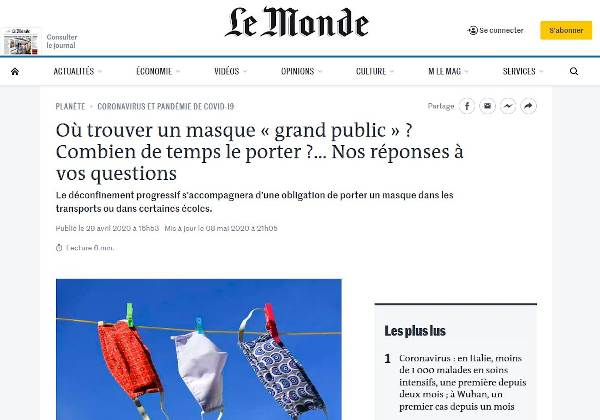 Le Monde
Consulter
le journal
Se connecter
S'abonner
ACTUALITÉS
ÉCONOMIE
VIDÉOS
OPINIONS
CULTURE
M LE MAG
SERVICES
PLANÈTE • CORONAVIRUS ET PANDÉMIE DE COVID-19
Partage
Où trouver un masque « grand public » ?
Combien de temps le porter ?... Nos réponses à
vos questions
Le déconfinement progressif s'accompagnera d'une obligation de porter un masque dans les
transports ou dans certaines écoles.
Publié le 29 avril 2020 à 15h53 - Mis à jour le 08 mai 2020 à 21h05
Lecture 6 min.
Les plus lus
1 Coronavirus : en Italie, moins
de 1 000 malades en soins
intensifs, une première depuis
deux mois ; à Wuhan, un
premier cas depuis un mois